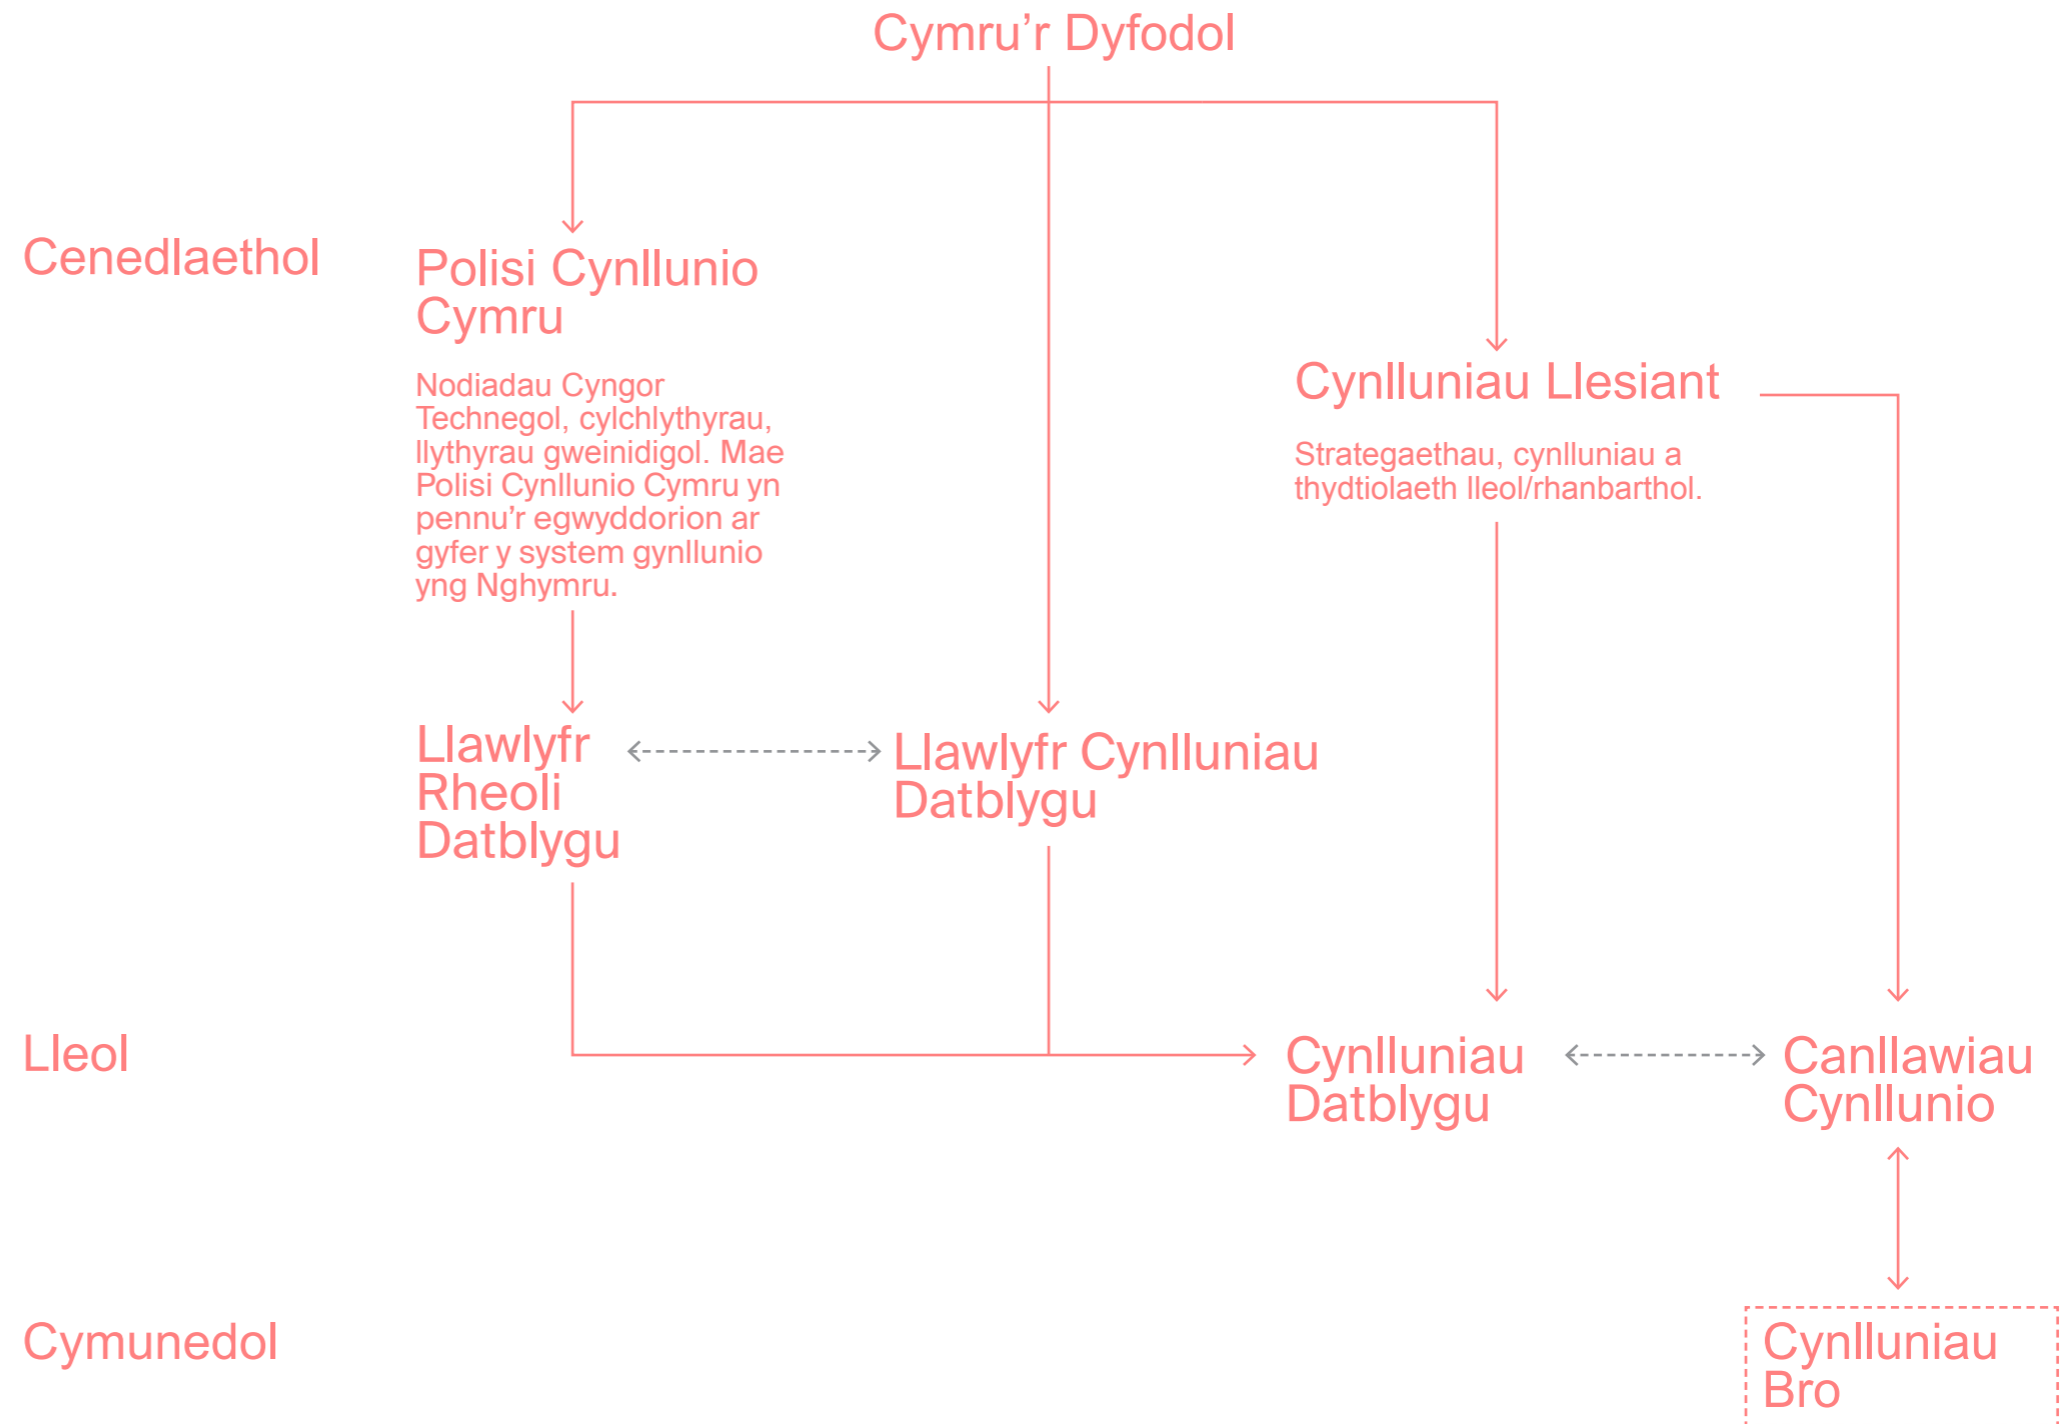 Cymru’r Dyfodol
Cenedlaethol
Polisi Cynllunio
Cymru
Nodiadau Cyngor
Technegol, cylchlythyrau,
llythyrau gweinidigol. Mae
Polisi Cynllunio Cymru yn
pennu’r egwyddorion ar
gyfer y system gynllunio
yng Nghymru.
Cynlluniau Llesiant
Strategaethau, cynlluniau a
thydtiolaeth lleol/rhanbarthol.
Llawlyfr
Rheoli
Datblygu
Llawlyfr Cynlluniau
Datblygu
Lleol
Cynlluniau
Datblygu
Canllawiau
Cynllunio
Cymunedol
Cynlluniau
Bro